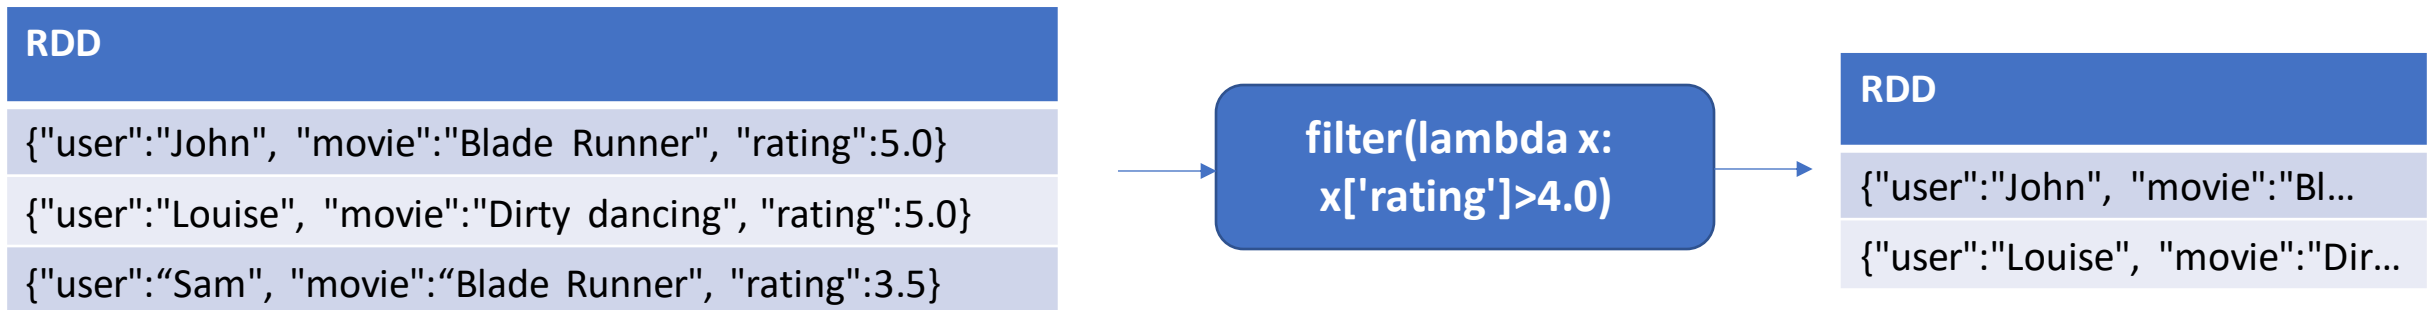 RDD
{"user":"John", "movie":"Blade Runner", "rating":5.0}
{"user":"Louise", "movie":"Dirty dancing", "rating":5.0}
{"user":“Sam", "movie":“Blade Runner", "rating":3.5}
filter(lambda x:
x['rating']>4.0)
RDD
{"user":"John", "movie":"Bl...
{"user":"Louise", "movie":"Dir...